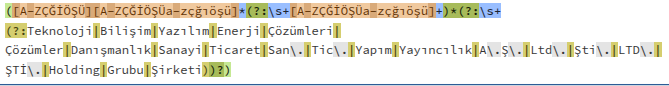 ([A-ZÇĞİÖŞÜ][A-ZÇĞİÖŞÜa-zçğıöşü]*(?:\s+[A-ZÇĞİÖŞÜa-zçğıöşü]+)*(?:\s+
(?:Teknoloji|Bilişim|Yazılım|Enerji|Çözümleri|
Çözümler|Danışmanlık|Sanayi|Ticaret|San\.|Tic\.|Yapım|Yayıncılık|A\.Ş\.|Ltd\.|Şti\.|LTD\.|
ŞTİ\.|Holding|Grubu|Şirketi))?)